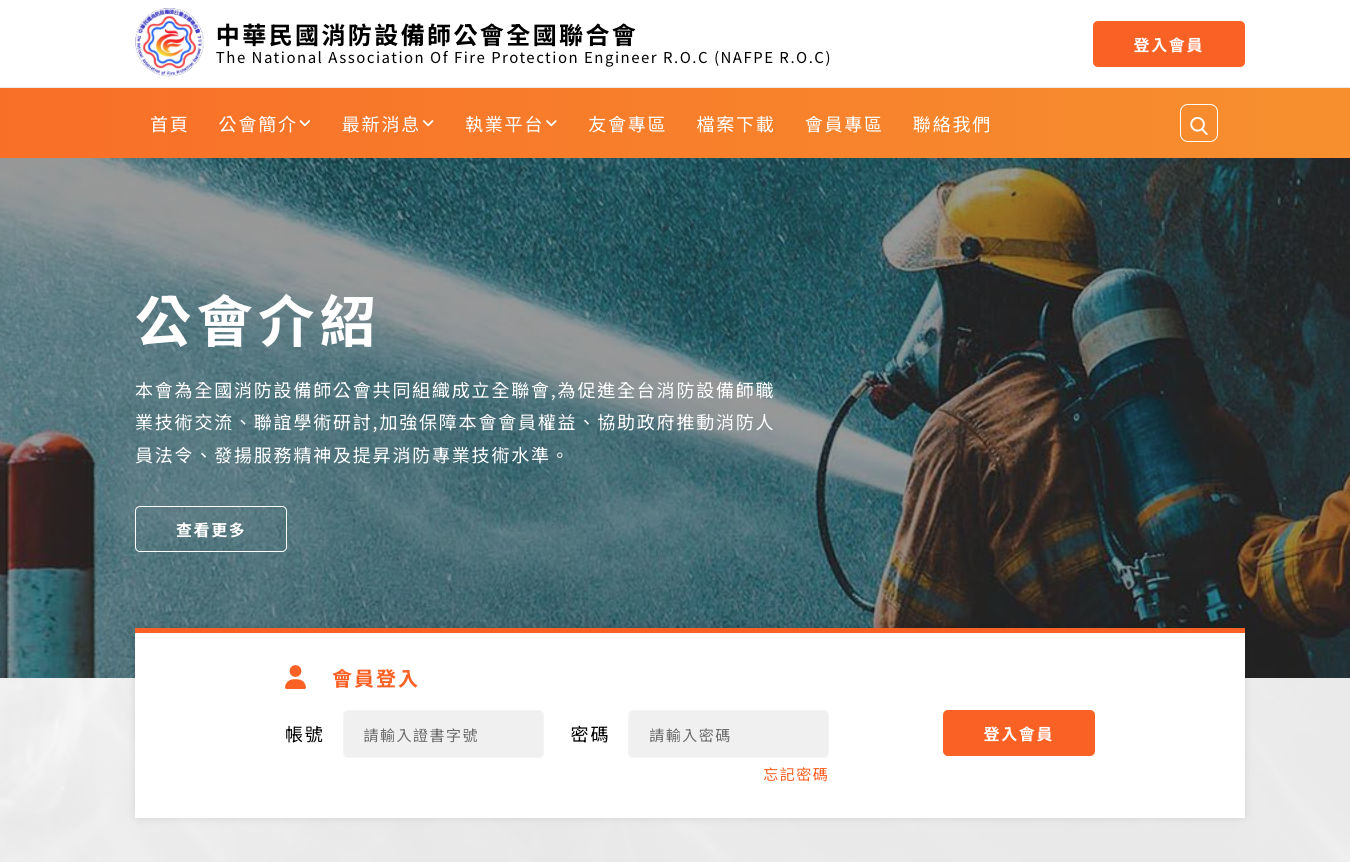 中華民國消防設備師公會全國聯合會
The National Association Of Fire Protection Engineer R.O.C (NAFPE R.O.C)
登入會員
首頁 公會簡介 最新消息 執業平台 友會專區 檔案下載 會員專區 聯絡我們
公會介紹
本會為全國消防設備師公會共同組織成立全聯會,為促進全台消防設備師職
業技術交流、聯誼學術研討,加強保障本會會員權益、協助政府推動消防人
員法令、發揚服務精神及提昇消防專業技術水準。
查看更多
會員登入
帳號 請輸入證書字號 密碼 請輸入密碼 登入會員
忘記密碼